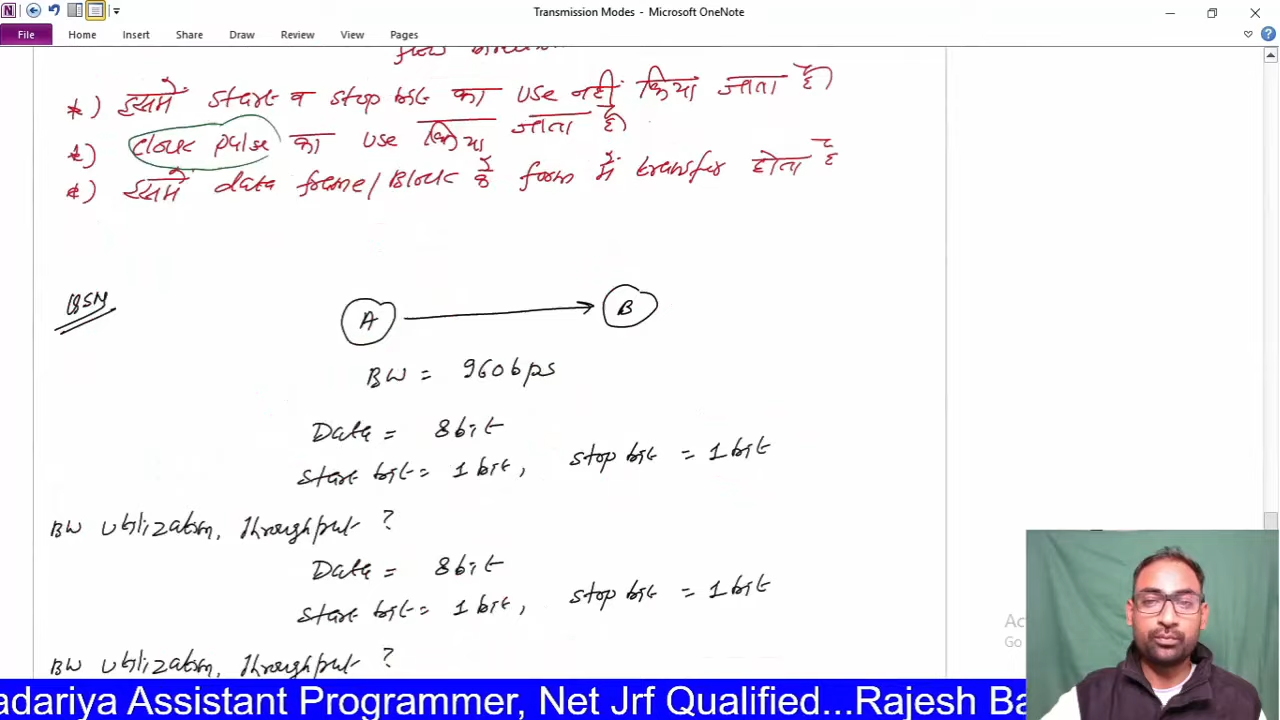 Transmission Modes - Microsoft OneNote
File Home Insert Share Draw Review View Pages
flow
*) इसमे start व stop bit का use नहीं किया जाता है
*) clock pulse का use किया जाता है
*) इसमे data frame/Block के form में transfer होता है
A B
BW = 960bps
Data = 8bit
Start bit = 1 bit, stop bit = 1 bit
BW utilization, throughput ?
Data = 8bit
Start bit = 1 bit, stop bit = 1 bit
BW utilization, throughput ?
Go
adariya Assistant Programmer, Net Jrf Qualified...Rajesh Ba